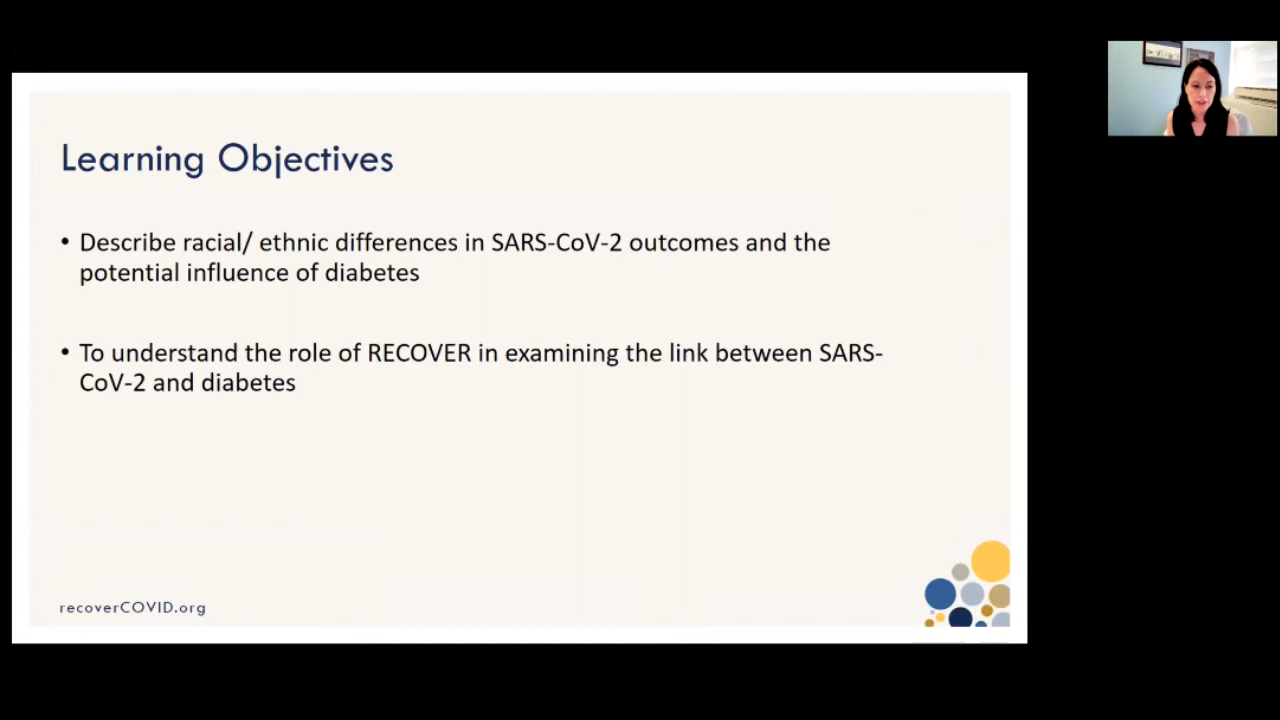 Learning Objectives
• Describe racial/ ethnic differences in SARS-CoV-2 outcomes and the
potential influence of diabetes
• To understand the role of RECOVER in examining the link between SARS-
CoV-2 and diabetes
recoverCOVID.org